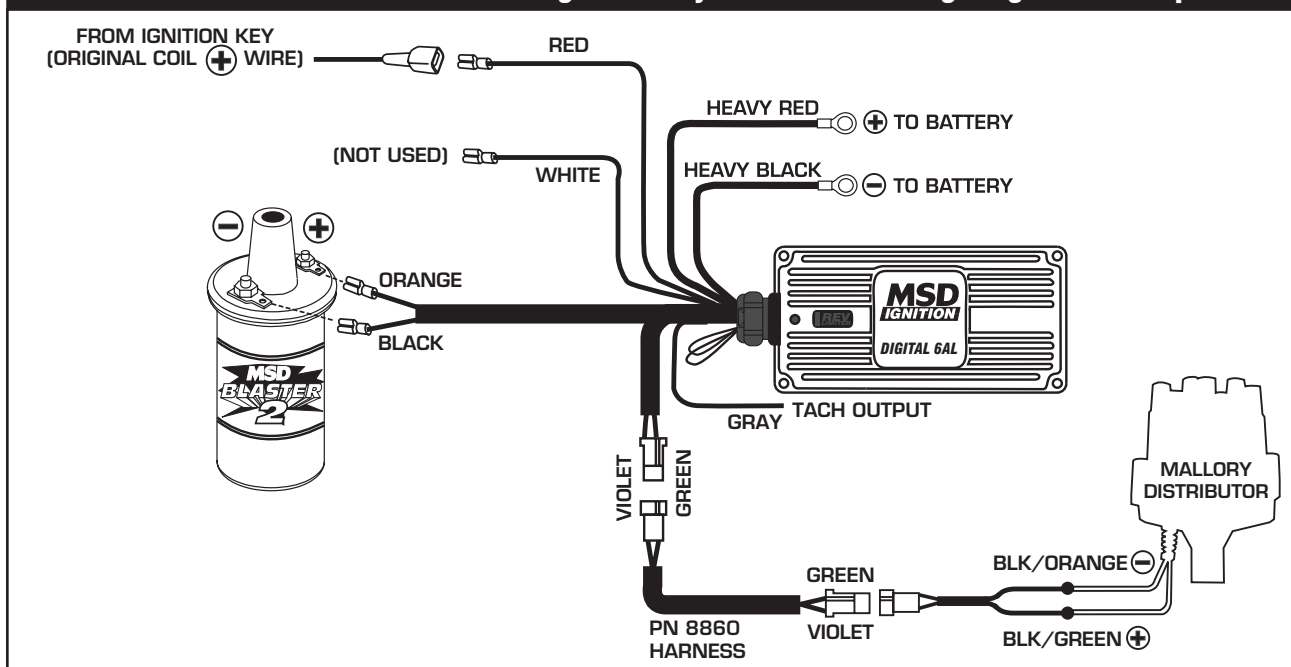 FROM IGNITION KEY
(ORIGINAL COIL + WIRE)
RED
HEAVY RED
+ TO BATTERY
(NOT USED)
WHITE
HEAVY BLACK
- TO BATTERY
- +
ORANGE
BLACK
MSD
BLASTER
2
MSD
IGNITION
DIGITAL 6AL
REV
GRAY
TACH OUTPUT
VIOLET
GREEN
MALLORY
DISTRIBUTOR
BLK/ORANGE -
GREEN
VIOLET
BLK/GREEN +
PN 8860
HARNESS